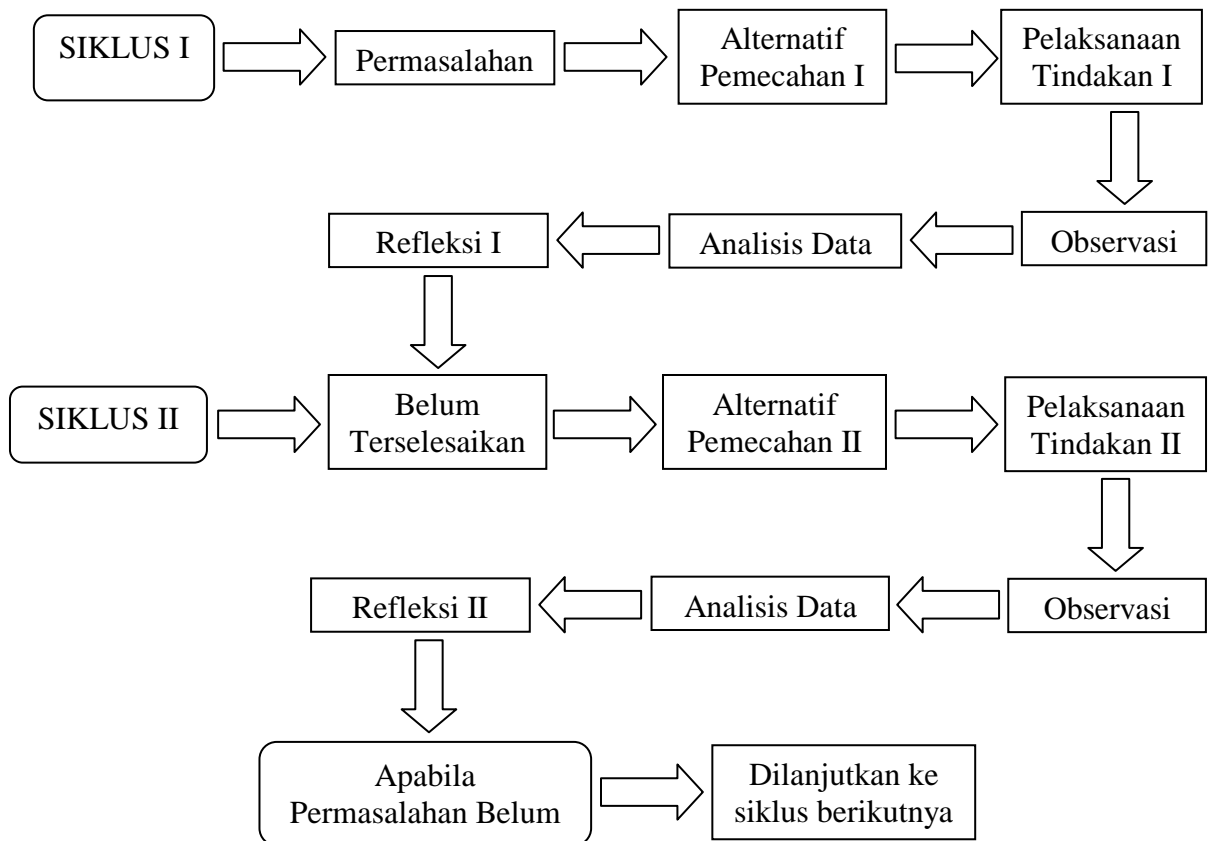 SIKLUS I
Permasalahan
Alternatif
Pemecahan I
Pelaksanaan
Tindakan I
Observasi
Analisis Data
Refleksi I
SIKLUS II
Belum
Terselesaikan
Alternatif
Pemecahan II
Pelaksanaan
Tindakan II
Observasi
Analisis Data
Refleksi II
Apabila
Permasalahan Belum
Dilanjutkan ke
siklus berikutnya